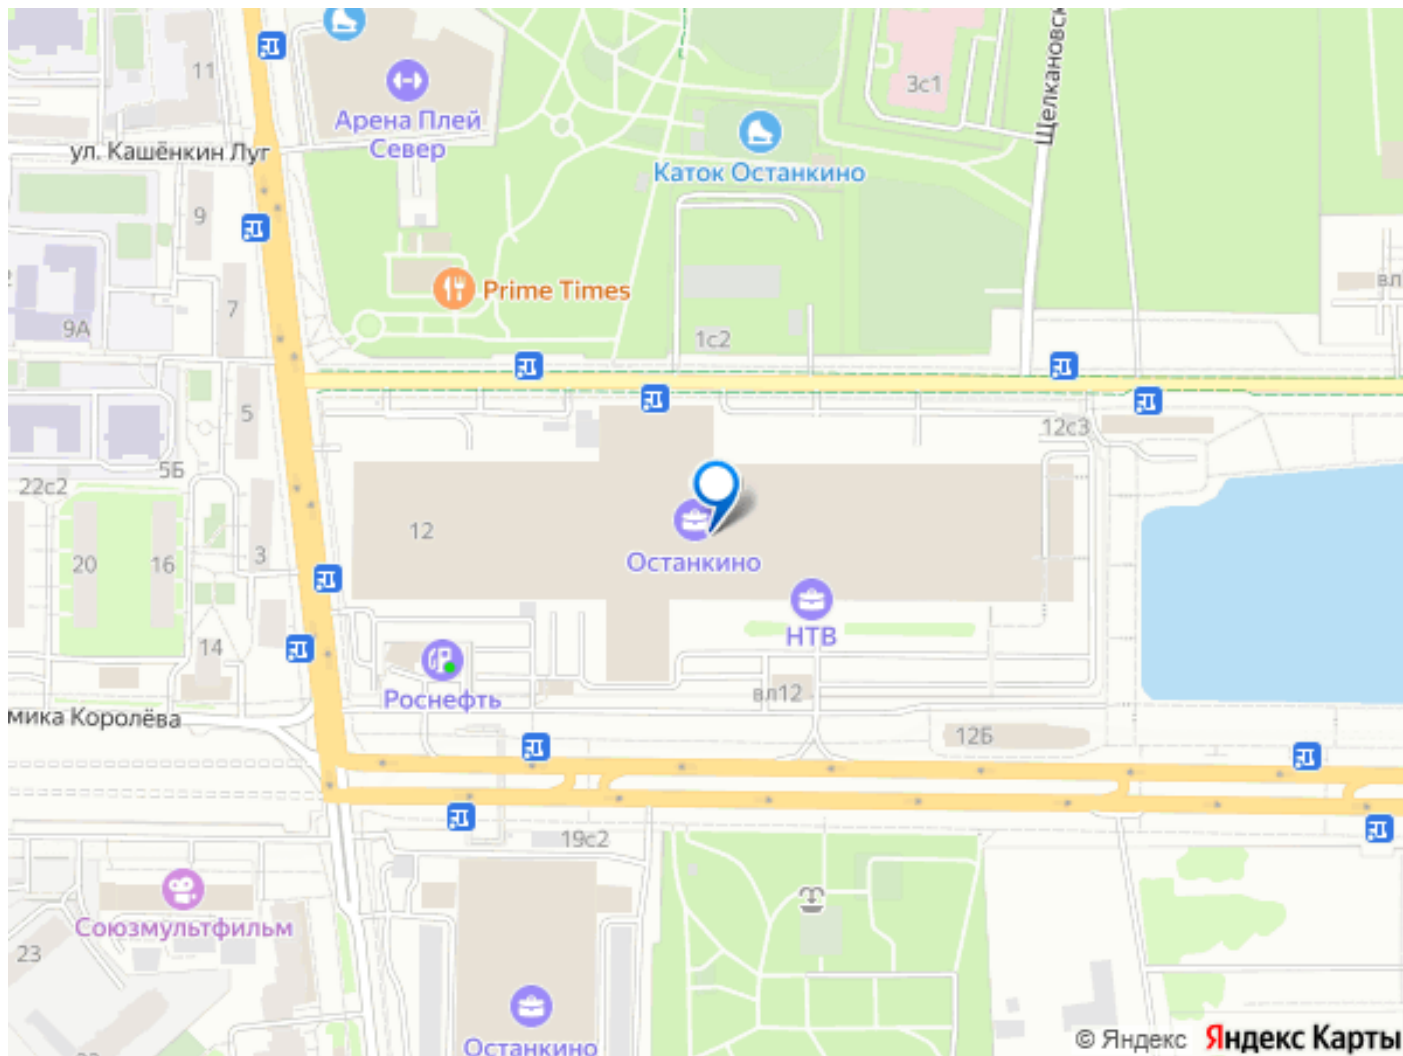 11
3с1
Щелкановск
Арена Плей
Север
ул. Кашёнкин Луг
Каток Останкино
9
Prime Times
вл
7
9А
1с2
5
12с3
5Б
22с2
12
3
20
16
Останкино
НТВ
14
Роснефть
вл12
мика Королёва
12Б
19с2
Союзмультфильм
23
Останкино
© Яндекс Яндекс Карты